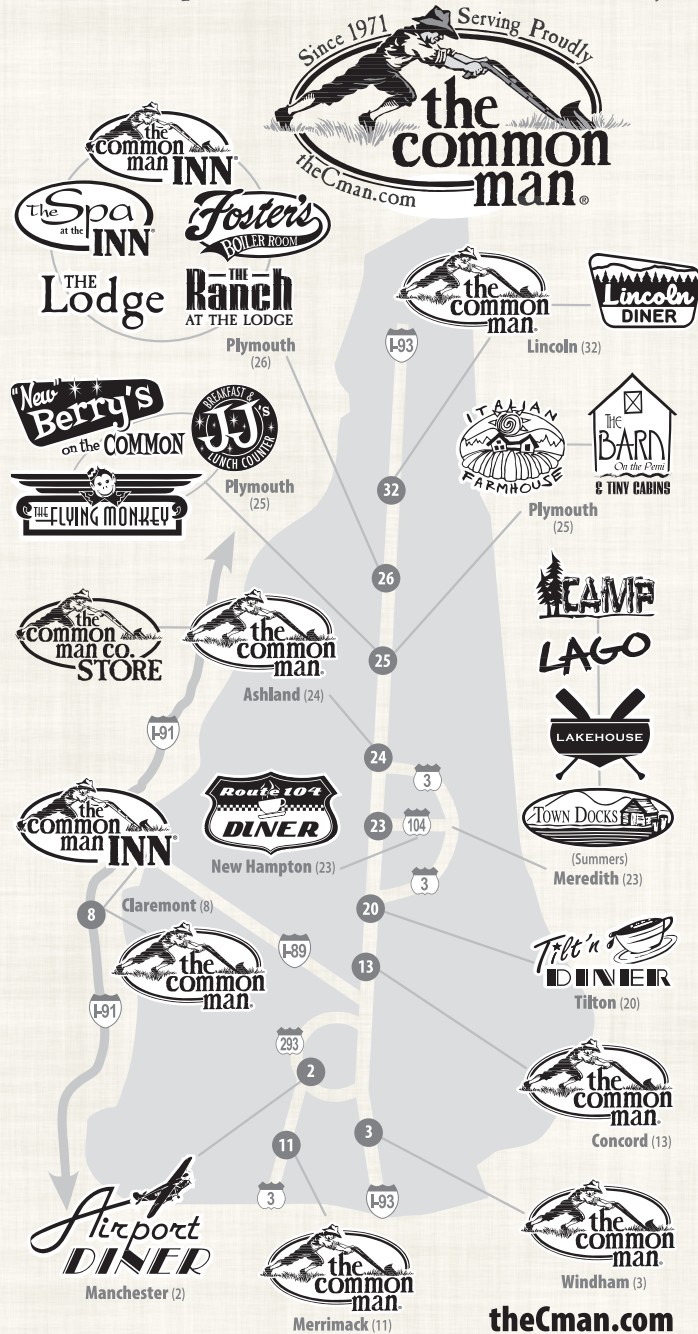 Since 1971
Serving Proudly
the
common
man®
theCman.com
the
common
man INN®
The Spa
at the
INN®
Foster's
BOILER ROOM
THE
Lodge
THE
Ranch
AT THE LODGE
Plymouth
(26)
the
common
man®
Lincoln
DINER
Lincoln (32)
I-93
"New"
Berry's
on the COMMON
BREAKFAST &
JJ's
LUNCH COUNTER
THE FLYING MONKEY
Plymouth
(25)
ITALIAN
FARMHOUSE
THE
BARN
On the Pemi
& TINY CABINS
Plymouth
(25)
32
26
25
the
common
man co.
STORE
the
common
man®
Ashland (24)
CAMP
LAGO
LAKEHOUSE
TOWN DOCKS
(Summers)
Meredith (23)
I-91
24
3
Route 104
DINER
New Hampton (23)
23
104
3
the
common
man INN®
8
Claremont (8)
the
common
man®
20
Tilt'n
DINER
Tilton (20)
I-89
13
I-91
293
2
the
common
man®
Concord (13)
11
3
3
I-93
Airport
DINER
Manchester (2)
the
common
man®
Merrimack (11)
the
common
man®
Windham (3)
theCman.com